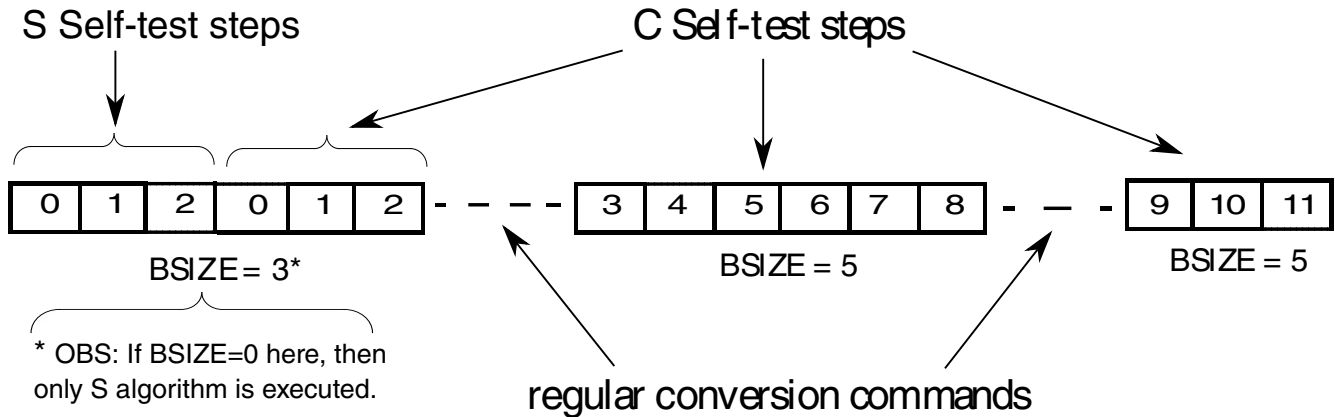 S Self-test steps
C Self-test steps
0 1 2 0 1 2 3 4 5 6 7 8 9 10 11
BSIZE = 3*
BSIZE = 5
BSIZE = 5
* OBS: If BSIZE=0 here, then
only S algorithm is executed.
regular conversion commands